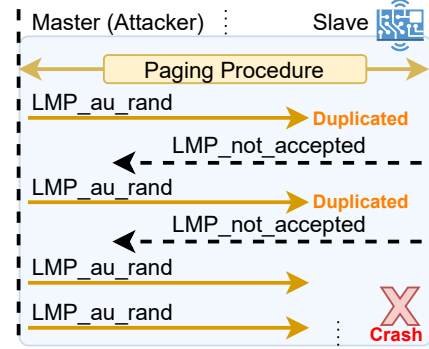 Master (Attacker) Slave
Paging Procedure
LMP_au_rand
Duplicated
LMP_not_accepted
LMP_au_rand
Duplicated
LMP_not_accepted
LMP_au_rand
LMP_au_rand
Crash